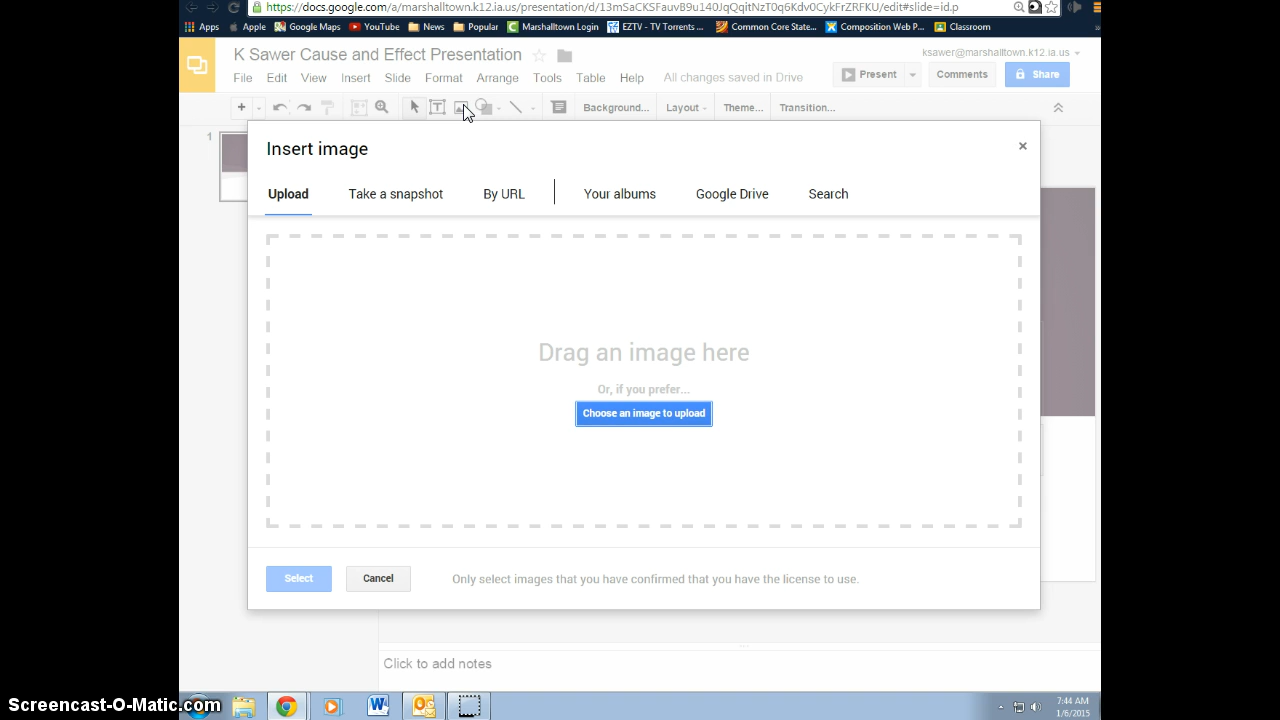 https://docs.google.com/a/marshalltown.k12.ia.us/presentation/d/13mSaCKSFauvB9u140JqQqitNzT0q6Kdv0CykFrZRFKU/edit#slide=id.p
Apps Apple Google Maps YouTube News Popular Marshalltown Login EZTV - TV Torrents ... Common Core State... Composition Web P... Classroom »
K Sawer Cause and Effect Presentation
ksawer@marshalltown.k12.ia.us
File Edit View Insert Slide Format Arrange Tools Table Help All changes saved in Drive
Present Comments Share
Background... Layout Theme... Transition...
1
Insert image
Upload Take a snapshot By URL Your albums Google Drive Search
Drag an image here
Or, if you prefer...
Choose an image to upload
Select Cancel Only select images that you have confirmed that you have the license to use.
Click to add notes
Screencast-O-Matic.com
7:44 AM
1/6/2015